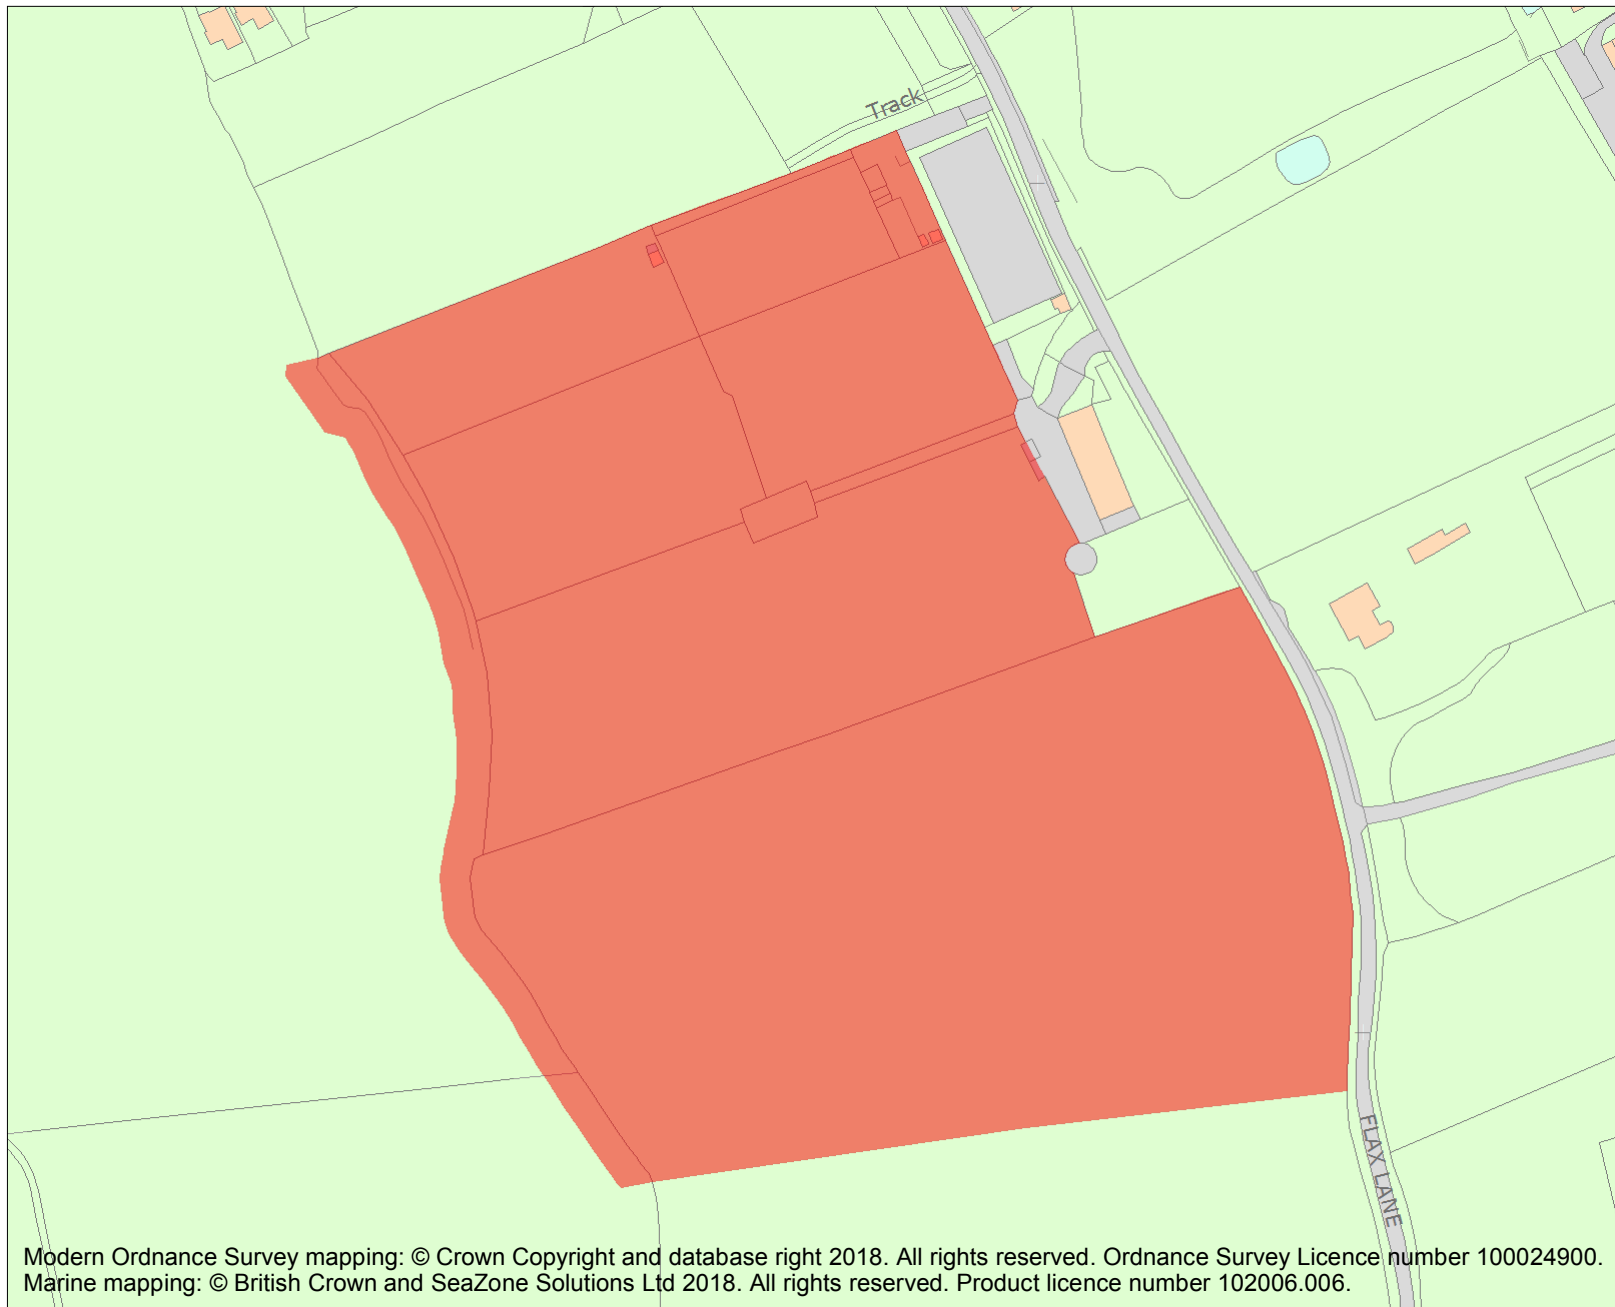 Track
FLAX LANE
Modern Ordnance Survey mapping: © Crown Copyright and database right 2018. All rights reserved. Ordnance Survey Licence number 100024900.
Marine mapping: © British Crown and SeaZone Solutions Ltd 2018. All rights reserved. Product licence number 102006.006.